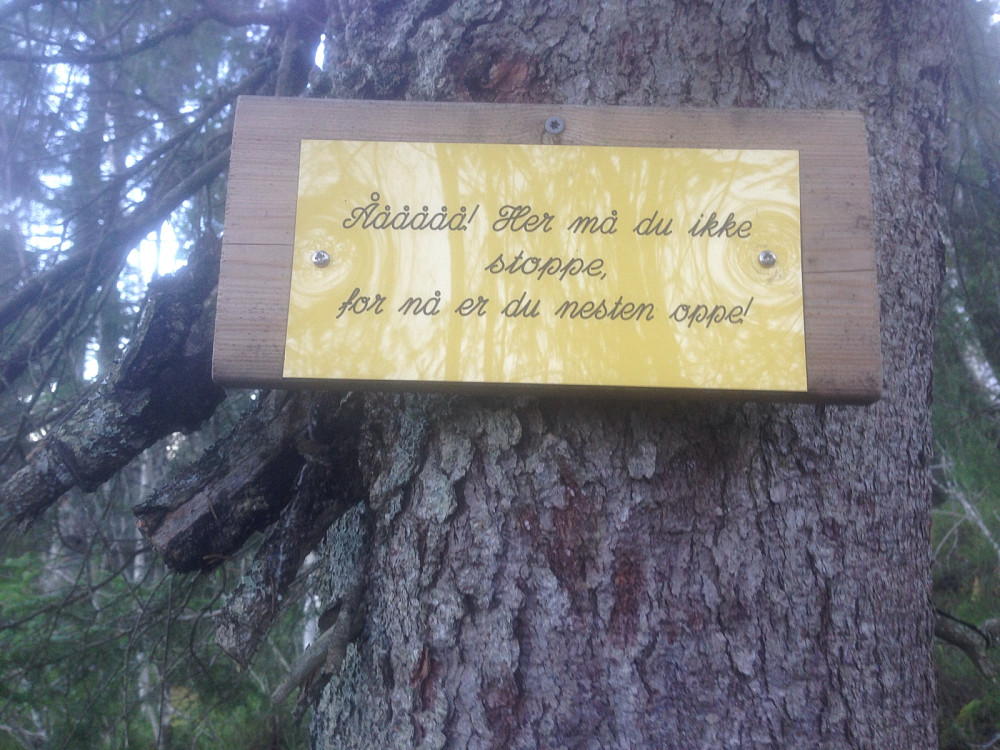 Åååååå! Her må du ikke
stoppe,
for nå er du nesten oppe!